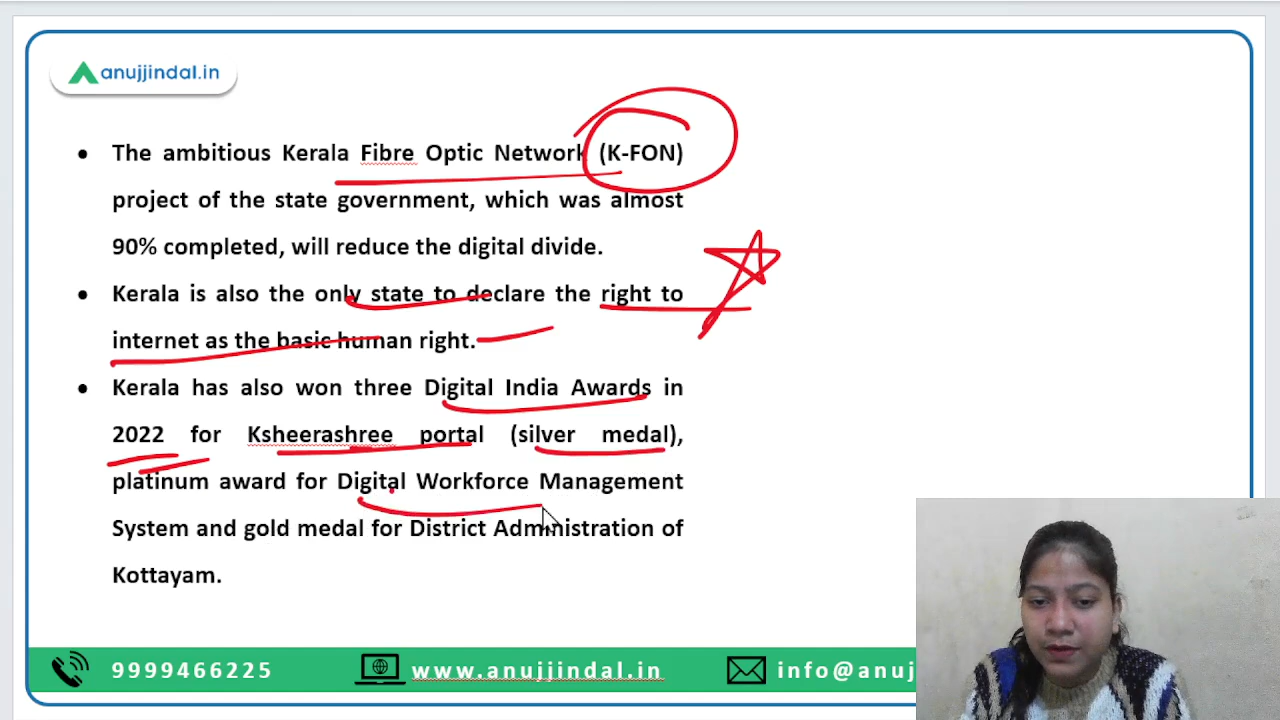 anujjindal.in
• The ambitious Kerala Fibre Optic Network (K-FON)
project of the state government, which was almost
90% completed, will reduce the digital divide.
• Kerala is also the only state to declare the right to
internet as the basic human right.
• Kerala has also won three Digital India Awards in
2022 for Ksheerashree portal (silver medal),
platinum award for Digital Workforce Management
System and gold medal for District Administration of
Kottayam.
9999466225 www.anujjindal.in info@anuj